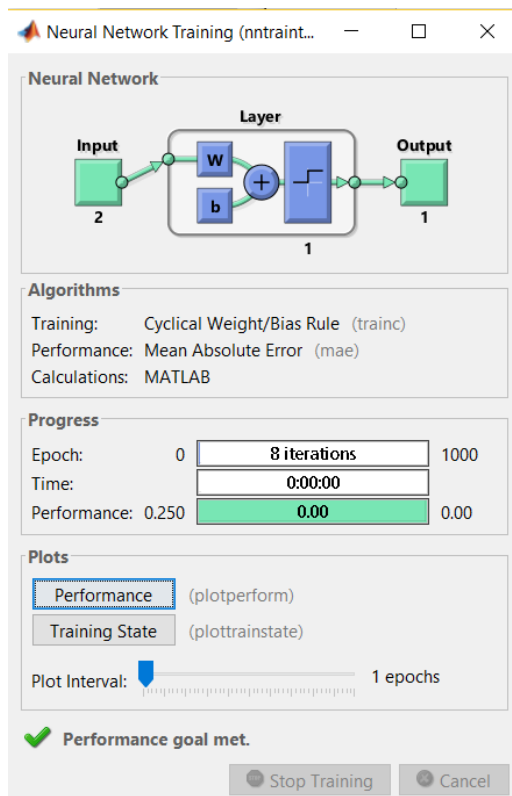 Neural Network Training (nntraint...
Neural Network
Layer
Input
Output
W
b
+
2
1
1
Algorithms
Training: Cyclical Weight/Bias Rule (trainc)
Performance: Mean Absolute Error (mae)
Calculations: MATLAB
Progress
Epoch: 0 8 iterations 1000
Time: 0:00:00
Performance: 0.250 0.00 0.00
Plots
Performance (plotperform)
Training State (plottrainstate)
Plot Interval: 1 epochs
Performance goal met.
Stop Training Cancel